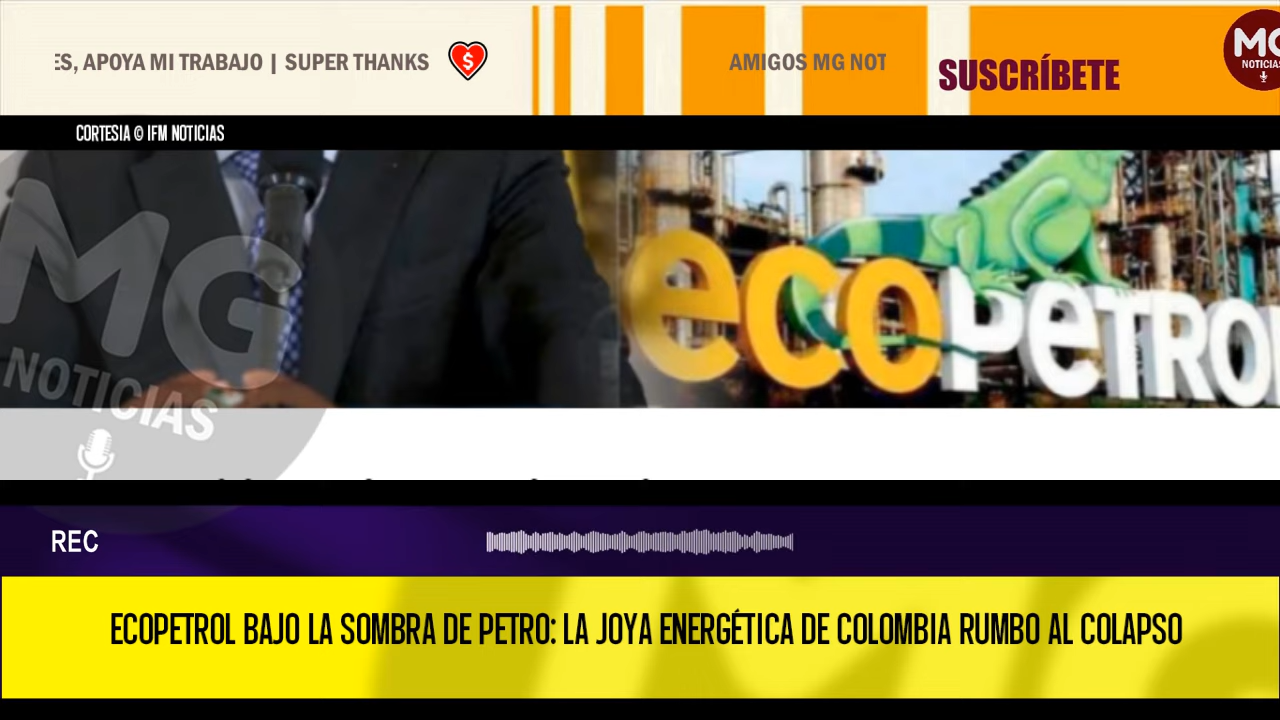 ES, APOYA MI TRABAJO | SUPER THANKS
AMIGOS MG NOT
SUSCRÍBETE
MG
NOTICIAS
CORTESIA © IFM NOTICIAS
ecopetrol
MG
NOTICIAS
REC
ECOPETROL BAJO LA SOMBRA DE PETRO: LA JOYA ENERGÉTICA DE COLOMBIA RUMBO AL COLAPSO